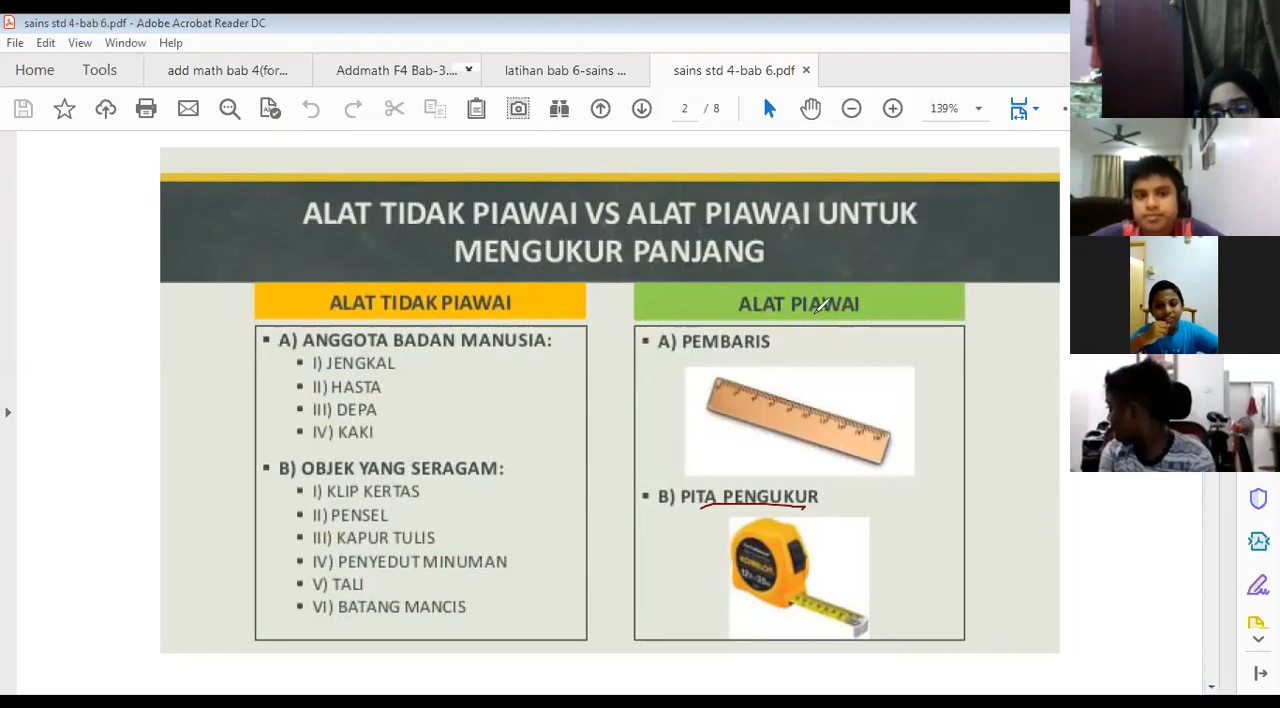 sains std 4-bab 6.pdf - Adobe Acrobat Reader DC
File Edit View Window Help
Home Tools add math bab 4(for... Addmath F4 Bab-3.... latihan bab 6-sains ... sains std 4-bab 6.pdf ×
2 / 8 139%
ALAT TIDAK PIAWAI VS ALAT PIAWAI UNTUK
MENGUKUR PANJANG
ALAT TIDAK PIAWAI
▪ A) ANGGOTA BADAN MANUSIA:
▪ I) JENGKAL
▪ II) HASTA
▪ III) DEPA
▪ IV) KAKI
▪ B) OBJEK YANG SERAGAM:
▪ I) KLIP KERTAS
▪ II) PENSEL
▪ III) KAPUR TULIS
▪ IV) PENYEDUT MINUMAN
▪ V) TALI
▪ VI) BATANG MANCIS
ALAT PIAWAI
▪ A) PEMBARIS
▪ B) PITA PENGUKUR